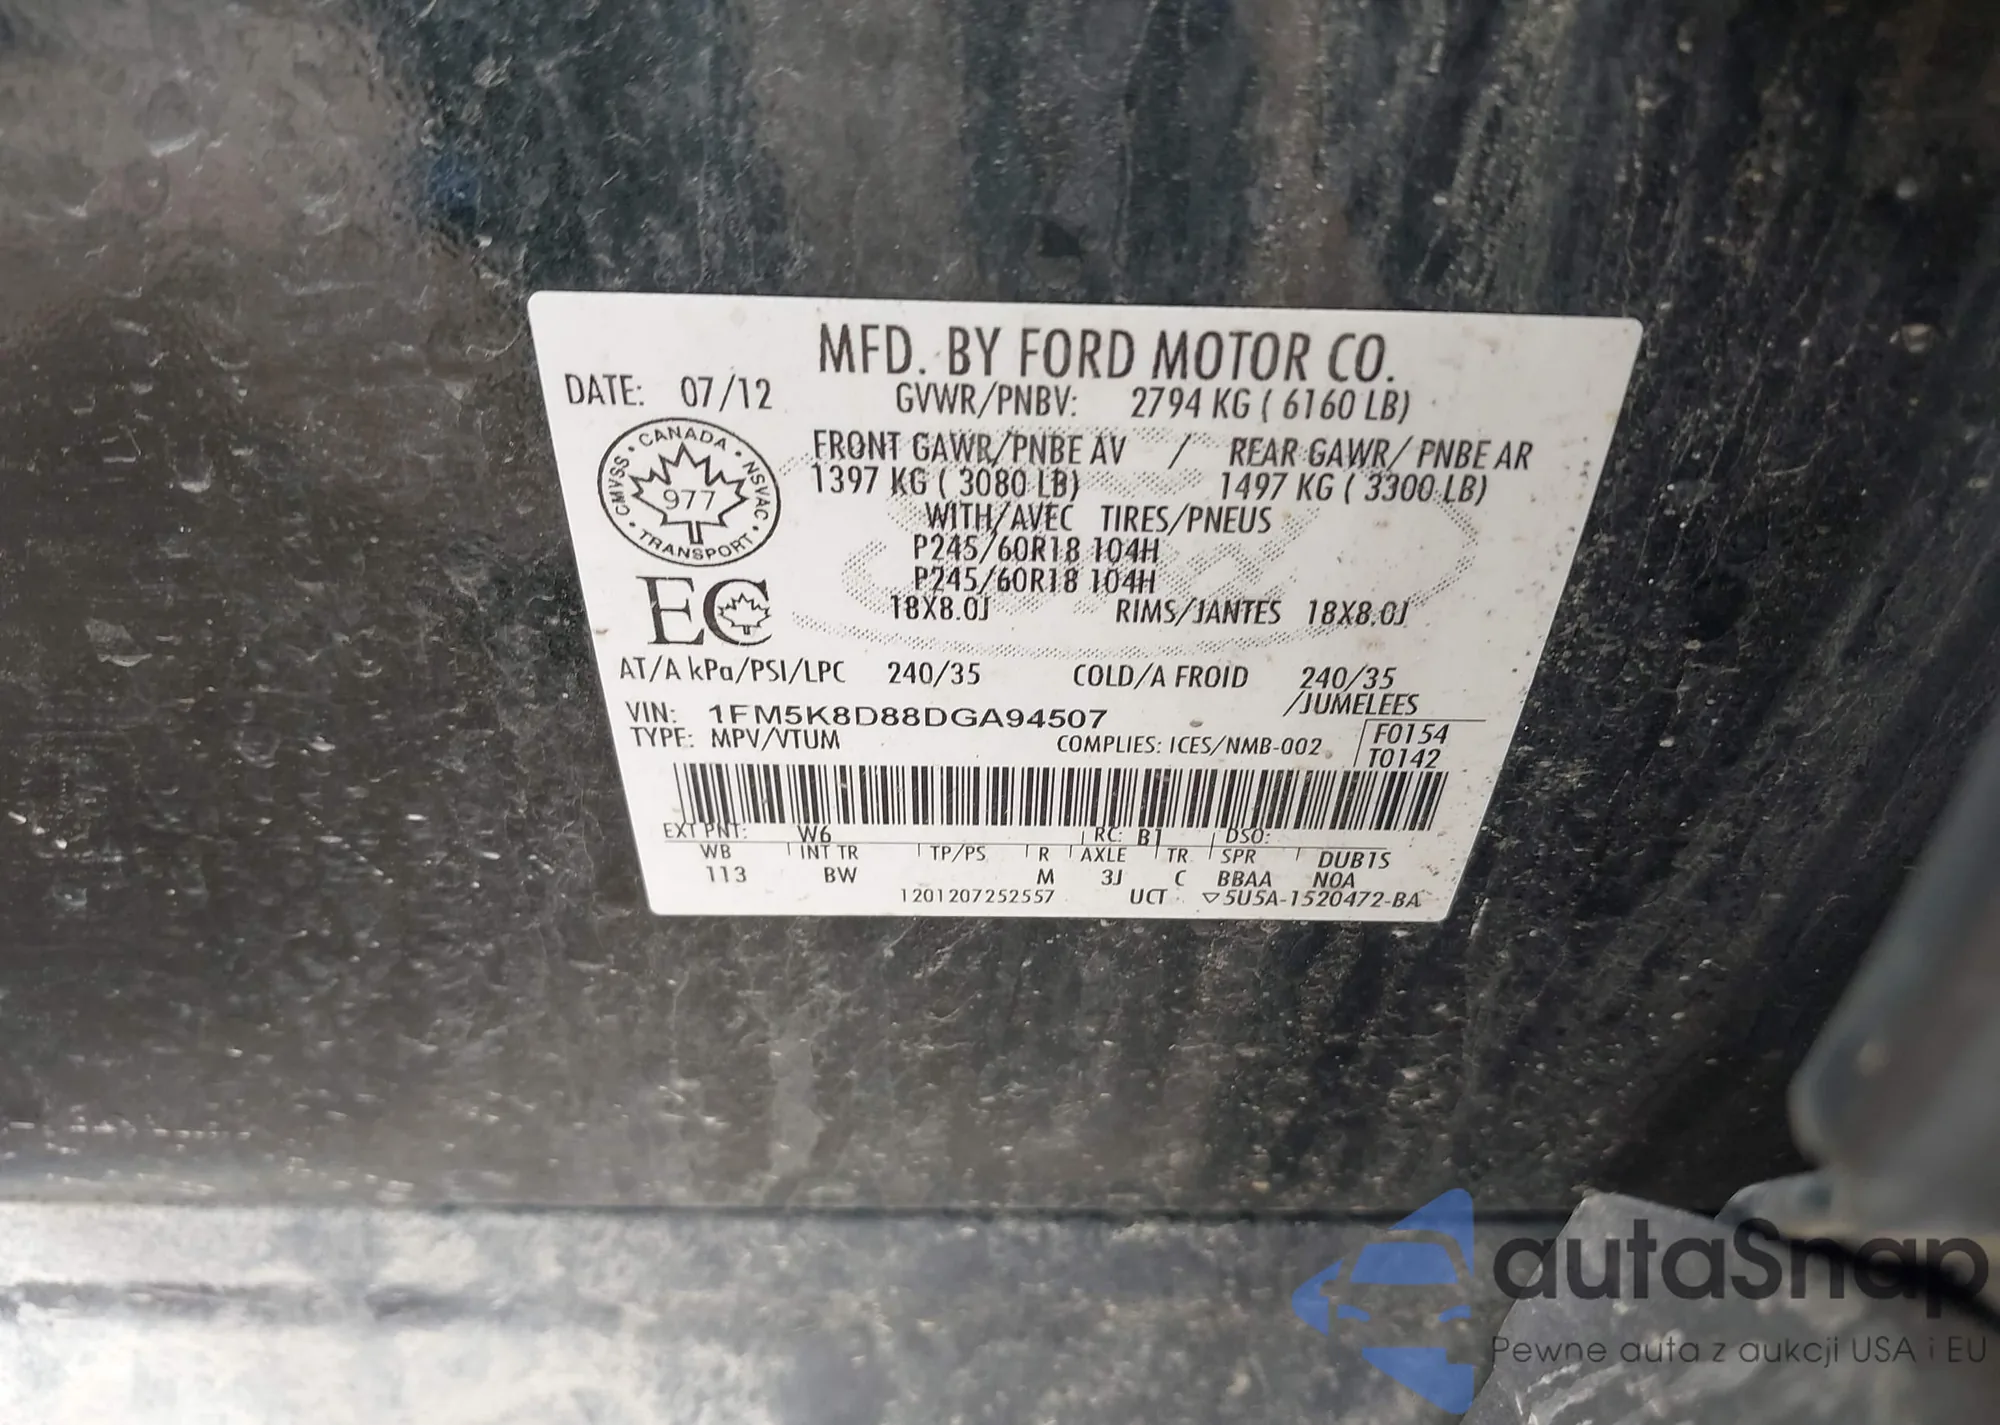 MFD. BY FORD MOTOR CO.
DATE: 07/12 GVWR/PNBV: 2794 KG ( 6160 LB)
FRONT GAWR/PNBE AV / REAR GAWR/ PNBE AR
1397 KG ( 3080 LB) 1497 KG ( 3300 LB)
CANADA
CMVSS 977 NSVAC
TRANSPORT
WITH/AVEC TIRES/PNEUS
P245/60R18 104H
P245/60R18 104H
EC
18X8.0J RIMS/JANTES 18X8.0J
AT/A kPa/PSI/LPC 240/35 COLD/A FROID 240/35
/JUMELEES
VIN: 1FM5K8D88DGA94507
F0154
TYPE: MPV/VTUM COMPLIES: ICES/NMB-002
T0142
EXT PNT: W6 RC: B1 DSO:
WB INT TR TP/PS R AXLE TR SPR DUB1S
113 BW M 3J C BBAA NOA
1201207252557 UCT ▽5U5A-1520472-BA
autaSnap
Pewne auta z aukcji USA i EU